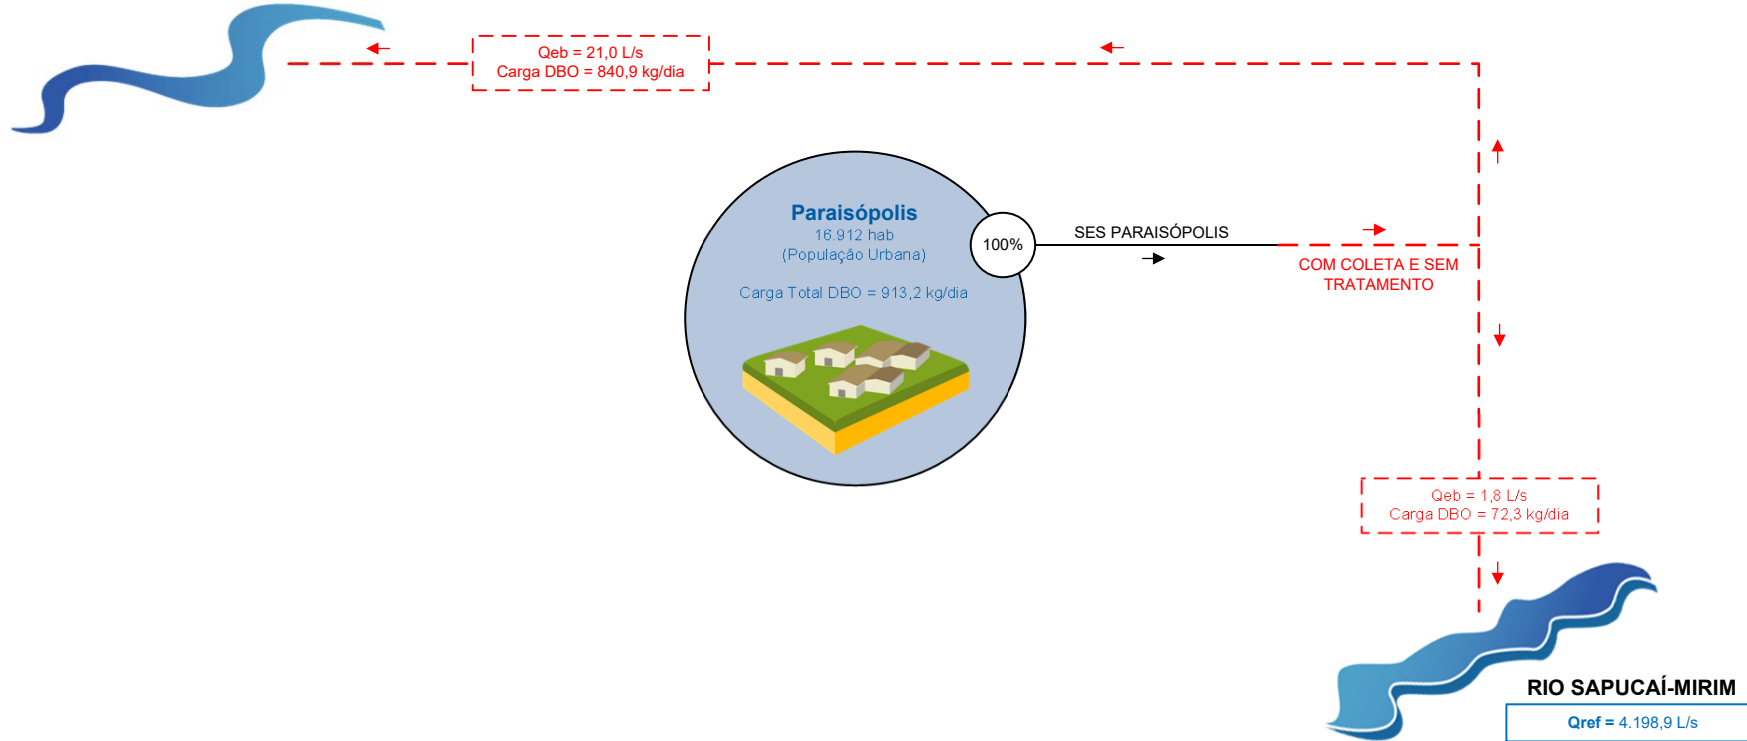 Qeb = 21,0 L/s
Carga DBO = 840,9 kg/dia
Paraisópolis
16.912 hab
(População Urbana)
Carga Total DBO = 913,2 kg/dia
100%
SES PARAISÓPOLIS
COM COLETA E SEM
TRATAMENTO
Qeb = 1,8 L/s
Carga DBO = 72,3 kg/dia
RIO SAPUCAÍ-MIRIM
Qref = 4.198,9 L/s